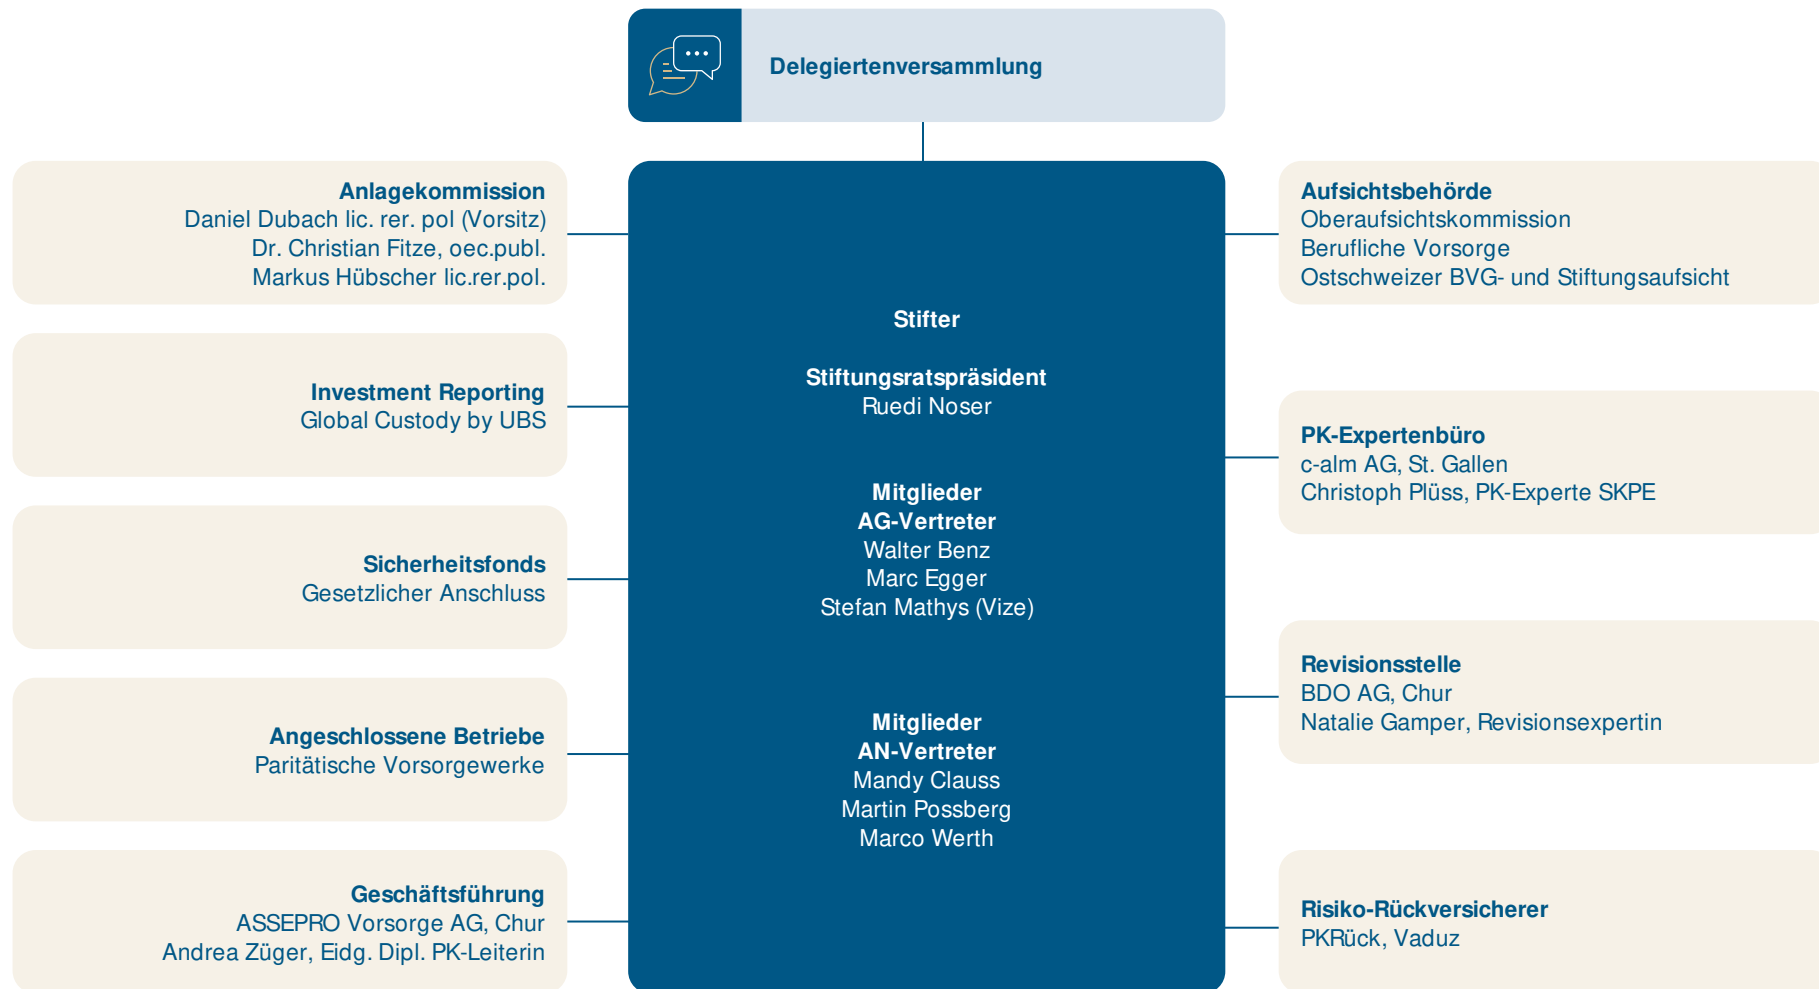 Delegiertenversammlung
Anlagekommission
Daniel Dubach lic. rer. pol (Vorsitz)
Dr. Christian Fitze, oec.publ.
Markus Hübscher lic.rer.pol.
Investment Reporting
Global Custody by UBS
Sicherheitsfonds
Gesetzlicher Anschluss
Angeschlossene Betriebe
Paritätische Vorsorgewerke
Geschäftsführung
ASSEPRO Vorsorge AG, Chur
Andrea Züger, Eidg. Dipl. PK-Leiterin
Stifter
Stiftungsratspräsident
Ruedi Noser
Mitglieder
AG-Vertreter
Walter Benz
Marc Egger
Stefan Mathys (Vize)
Mitglieder
AN-Vertreter
Mandy Clauss
Martin Possberg
Marco Werth
Aufsichtsbehörde
Oberaufsichtskommission
Berufliche Vorsorge
Ostschweizer BVG- und Stiftungsaufsicht
PK-Expertenbüro
c-alm AG, St. Gallen
Christoph Plüss, PK-Experte SKPE
Revisionsstelle
BDO AG, Chur
Natalie Gamper, Revisionsexpertin
Risiko-Rückversicherer
PKRück, Vaduz